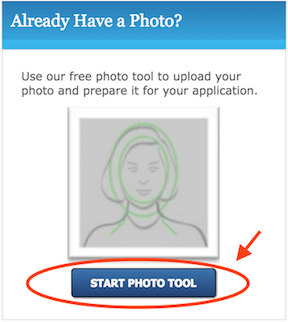 Already Have a Photo?
Use our free photo tool to upload your
photo and prepare it for your application.
START PHOTO TOOL